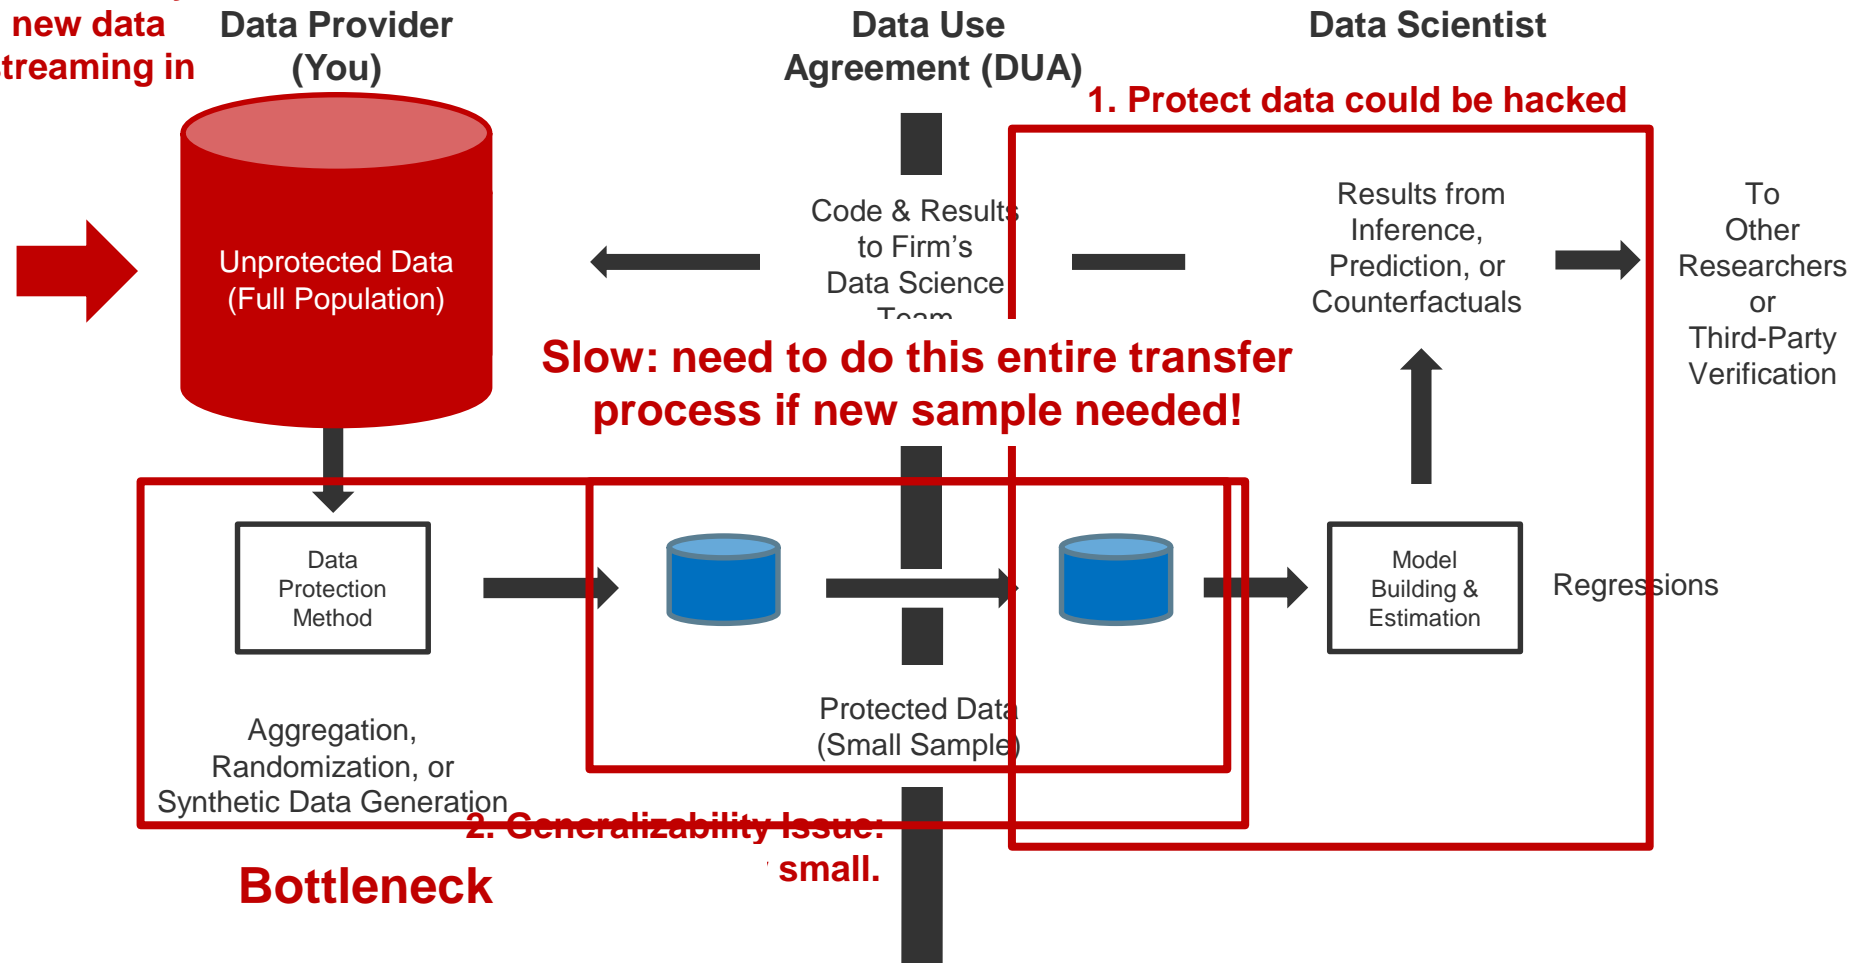 new data
streaming in
Data Provider
(You)
Data Use
Agreement (DUA)
Data Scientist
1. Protect data could be hacked
Unprotected Data
(Full Population)
Code & Results
to Firm’s
Data Science
Team
Results from
Inference,
Prediction, or
Counterfactuals
To
Other
Researchers
or
Third-Party
Verification
Slow: need to do this entire transfer
process if new sample needed!
Data
Protection
Method
Model
Building &
Estimation
Regressions
Aggregation,
Randomization, or
Synthetic Data Generation
Protected Data
(Small Sample)
2. Generalizability Issue:
small.
Bottleneck